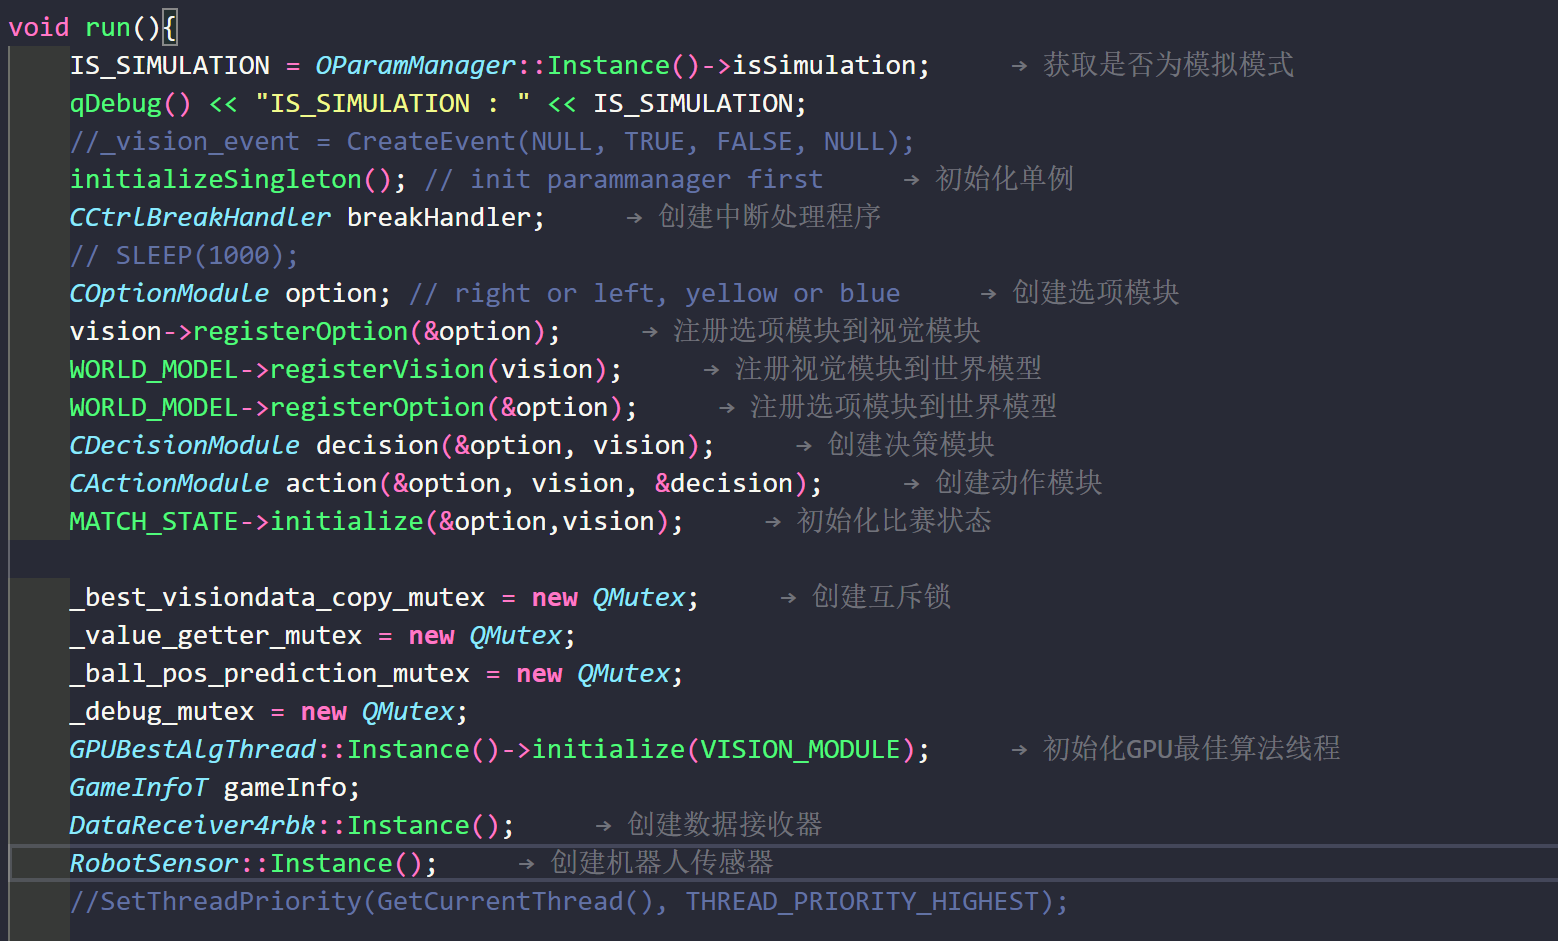 void run(){
IS_SIMULATION = OParamManager::Instance()->isSimulation; → 获取是否为模拟模式
qDebug() << "IS_SIMULATION : " << IS_SIMULATION;
//_vision_event = CreateEvent(NULL, TRUE, FALSE, NULL);
initializeSingleton(); // init parammanager first → 初始化单例
CCtrlBreakHandler breakHandler; → 创建中断处理程序
// SLEEP(1000);
COptionModule option; // right or left, yellow or blue → 创建选项模块
vision->registerOption(&option); → 注册选项模块到视觉模块
WORLD_MODEL->registerVision(vision); → 注册视觉模块到世界模型
WORLD_MODEL->registerOption(&option); → 注册选项模块到世界模型
CDecisionModule decision(&option, vision); → 创建决策模块
CActionModule action(&option, vision, &decision); → 创建动作模块
MATCH_STATE->initialize(&option,vision); → 初始化比赛状态
_best_visiondata_copy_mutex = new QMutex; → 创建互斥锁
_value_getter_mutex = new QMutex;
_ball_pos_prediction_mutex = new QMutex;
_debug_mutex = new QMutex;
GPUBestAlgThread::Instance()->initialize(VISION_MODULE); → 初始化GPU最佳算法线程
GameInfoT gameInfo;
DataReceiver4rbk::Instance(); → 创建数据接收器
RobotSensor::Instance(); → 创建机器人传感器
//SetThreadPriority(GetCurrentThread(), THREAD_PRIORITY_HIGHEST);